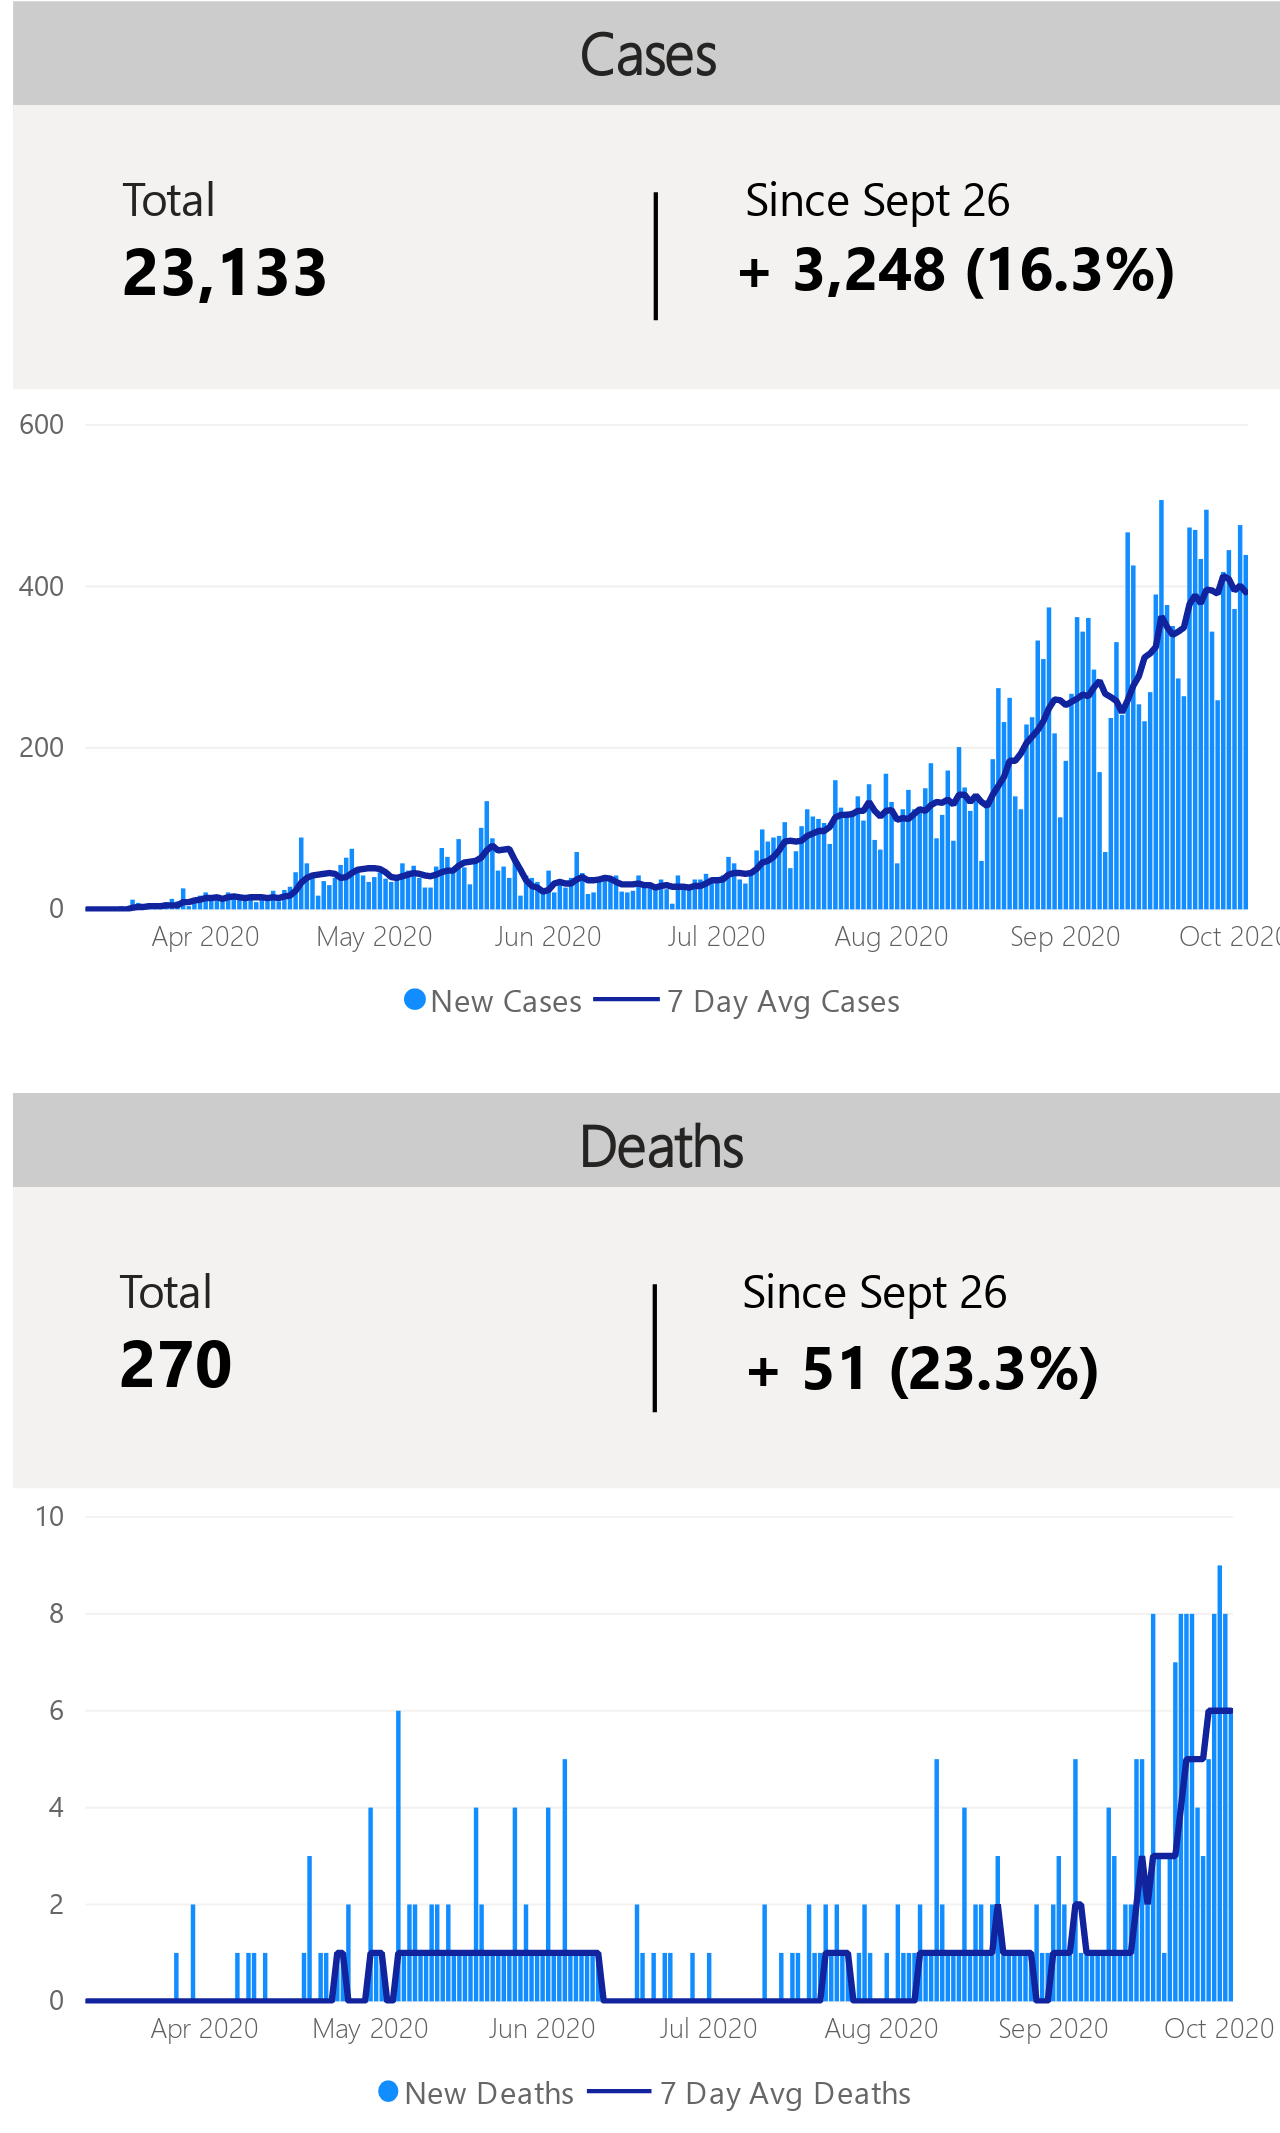 Cases
Total
Since Sept 26
23,133
+ 3,248 (16.3%)
600
400
200
0
Apr 2020 May 2020 Jun 2020 Jul 2020 Aug 2020 Sep 2020 Oct 2020
New Cases 7 Day Avg Cases
Deaths
Total
Since Sept 26
270
+ 51 (23.3%)
10
8
6
4
2
0
Apr 2020 May 2020 Jun 2020 Jul 2020 Aug 2020 Sep 2020 Oct 2020
New Deaths 7 Day Avg Deaths